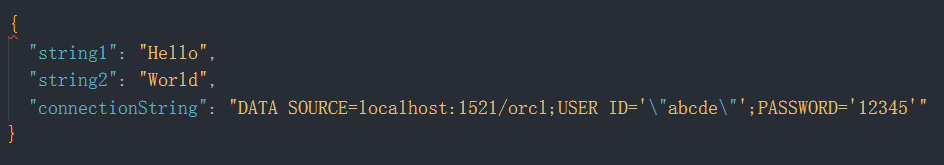 {
"string1": "Hello",
"string2": "World",
"connectionString": "DATA SOURCE=localhost:1521/orcl;USER ID='\"abcde\"';PASSWORD='12345'"
}